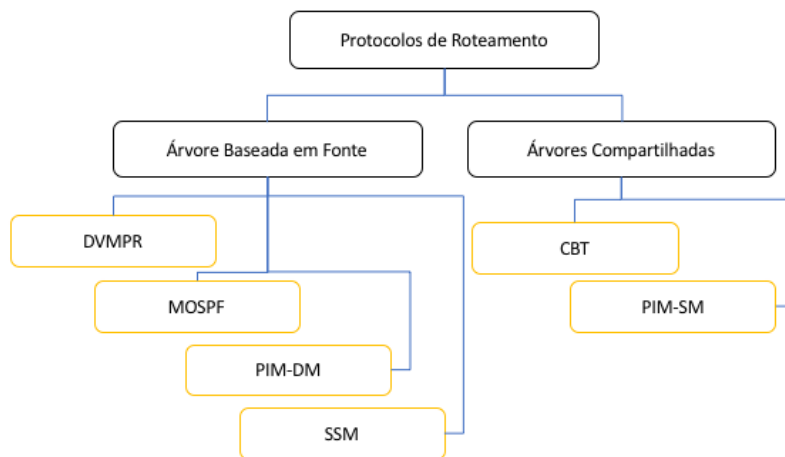 Protocolos de Roteamento
Árvore Baseada em Fonte
Árvores Compartilhadas
DVMPR
CBT
MOSPF
PIM-SM
PIM-DM
SSM